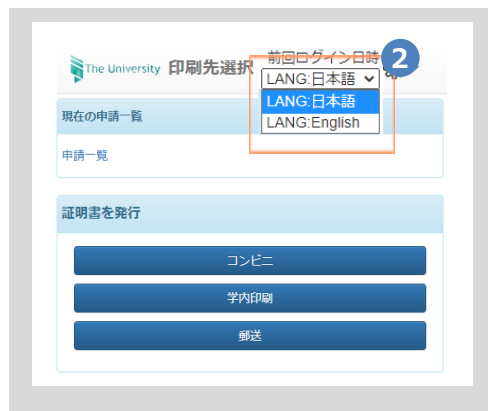 前回ログイン日時
2
The University 印刷先選択
LANG:日本語
LANG:日本語
LANG:English
現在の申請一覧
申請一覧
証明書を発行
コンビニ
学内印刷
郵送